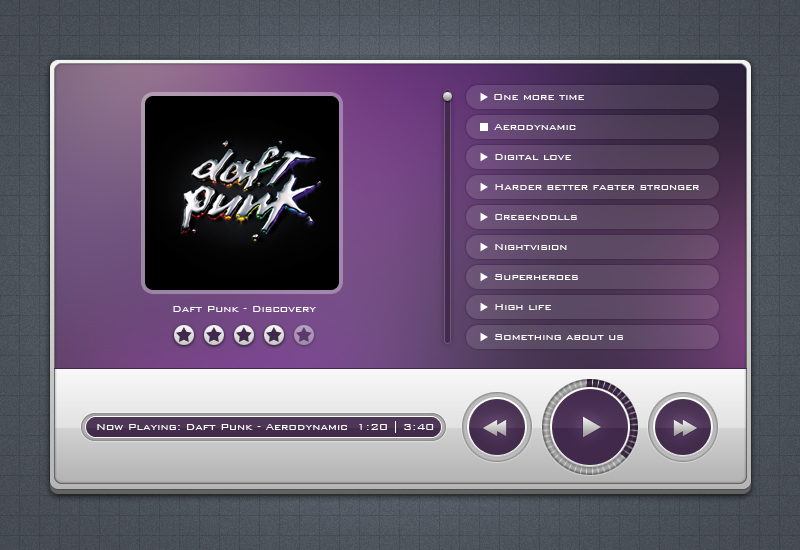 daft
punk
Daft Punk - Discovery
One more time
Aerodynamic
Digital love
Harder better faster stronger
Cresendolls
Nightvision
Superheroes
High life
Something about us
Now Playing: Daft Punk - Aerodynamic 1:20 | 3:40